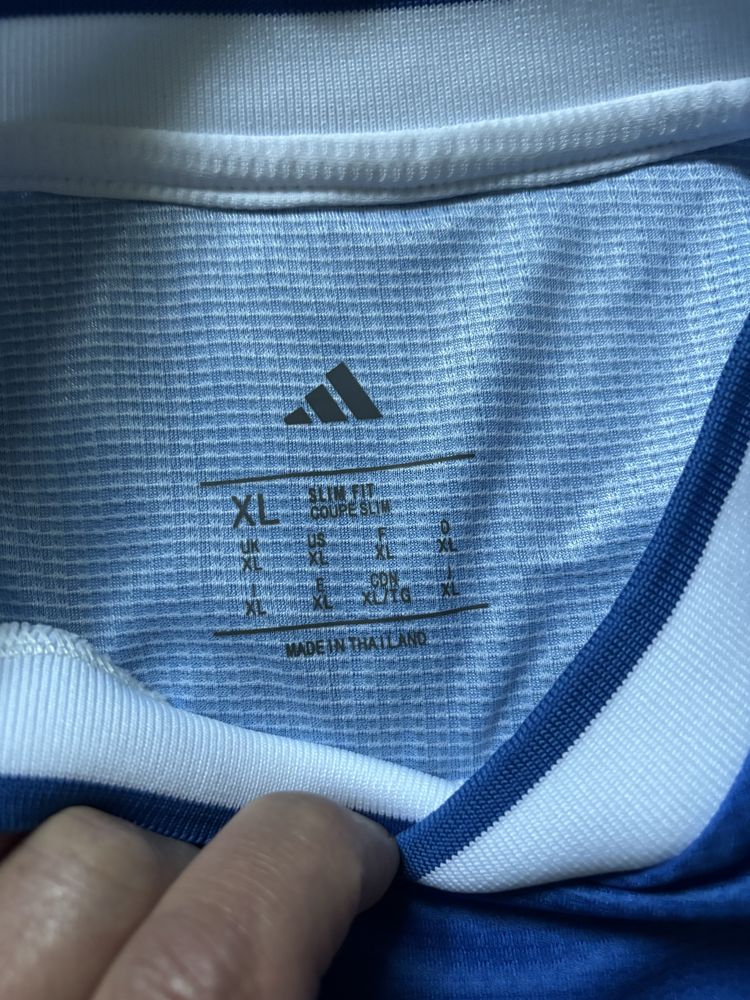 XL SLIM FIT
COUPE SLIM
UK US F D
XL XL XL XL
I E CDN J
XL XL XL/TG XL
MADE IN THAILAND